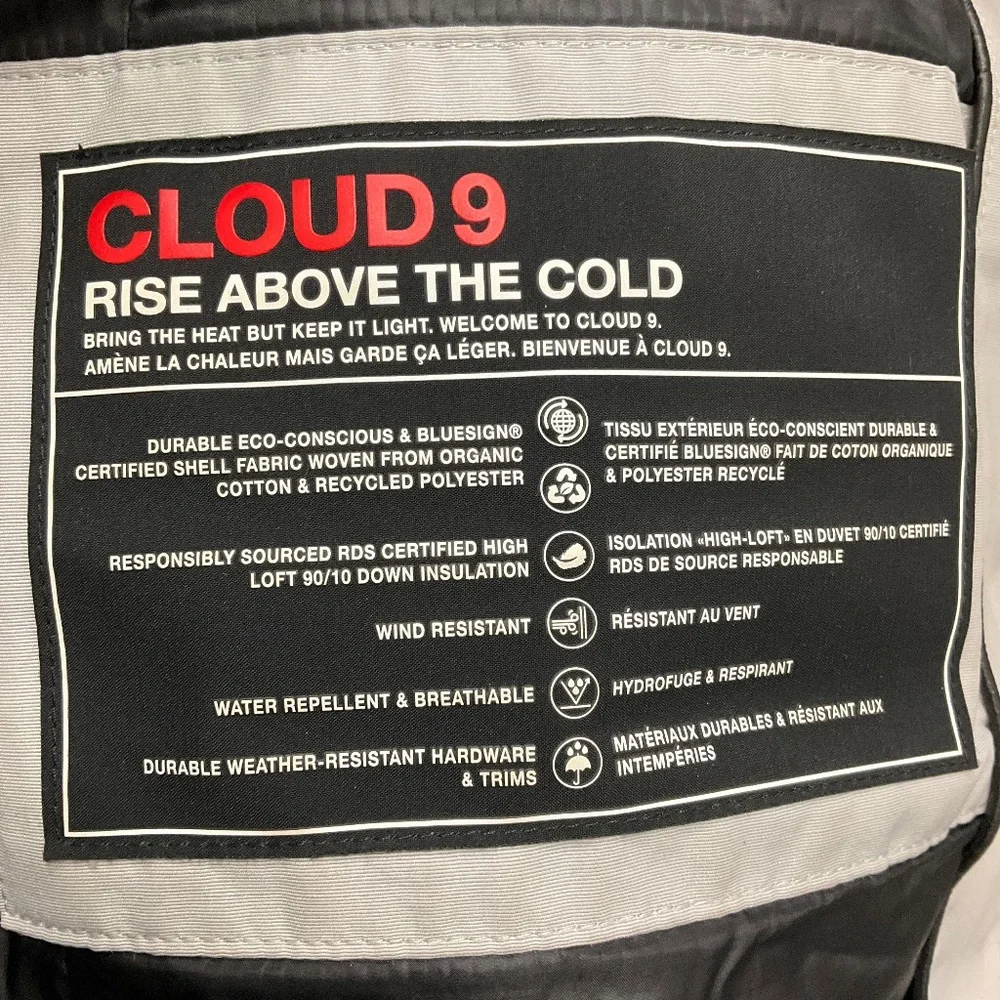 CLOUD 9
RISE ABOVE THE COLD
BRING THE HEAT BUT KEEP IT LIGHT. WELCOME TO CLOUD 9.
AMÈNE LA CHALEUR MAIS GARDE ÇA LÉGER. BIENVENUE À CLOUD 9.
DURABLE ECO-CONSCIOUS & BLUESIGN®
CERTIFIED SHELL FABRIC WOVEN FROM ORGANIC
COTTON & RECYCLED POLYESTER
TISSU EXTÉRIEUR ÉCO-CONSCIENT DURABLE &
CERTIFIÉ BLUESIGN® FAIT DE COTON ORGANIQUE
& POLYESTER RECYCLÉ
RESPONSIBLY SOURCED RDS CERTIFIED HIGH
LOFT 90/10 DOWN INSULATION
ISOLATION «HIGH-LOFT» EN DUVET 90/10 CERTIFIÉ
RDS DE SOURCE RESPONSABLE
WIND RESISTANT
RÉSISTANT AU VENT
WATER REPELLENT & BREATHABLE
HYDROFUGE & RESPIRANT
DURABLE WEATHER-RESISTANT HARDWARE
& TRIMS
MATÉRIAUX DURABLES & RÉSISTANT AUX
INTEMPÉRIES